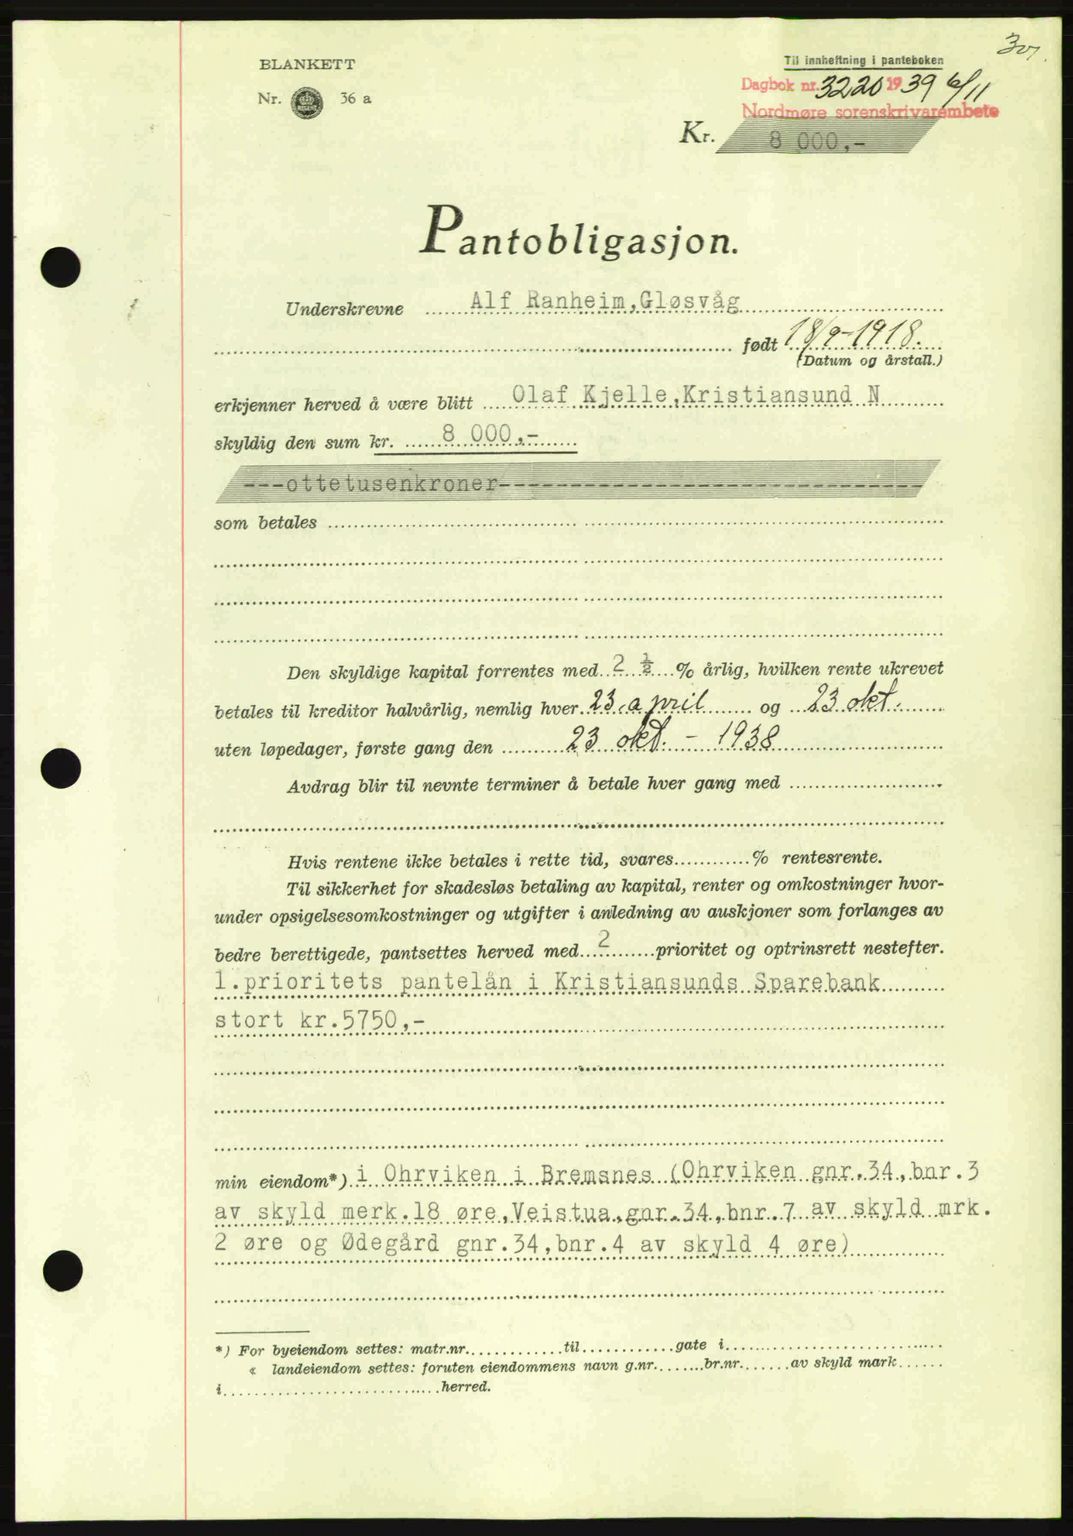 307.
BLANKETT
Nr. 36 a
Til innheftning i panteboken
Dagbok nr. 3220 1939 6/11
Nordmøre sorenskrivarembete
Kr. 8 000,-
Pantobligasjon.
Underskrevne Alf Ranheim, Gløsvåg
født 18/9-1918.
(Datum og årstall.)
erkjenner herved å være blitt Olaf Kjelle, Kristiansund N
skyldig den sum kr. 8 000,-
---ottetusenkroner---
som betales
Den skyldige kapital forrentes med 2 ½ % årlig, hvilken rente ukrevet
betales til kreditor halvårlig, nemlig hver 23. april og 23 okt.
uten løpedager, første gang den 23 okt. - 1938
Avdrag blir til nevnte terminer å betale hver gang med
Hvis rentene ikke betales i rette tid, svares % rentesrente.
Til sikkerhet for skadesløs betaling av kapital, renter og omkostninger hvor-
under opsigelsesomkostninger og utgifter i anledning av auskjoner som forlanges av
bedre berettigede, pantsettes herved med 2 prioritet og optrinsrett nestefter.
1.prioritets pantelån i Kristiansunds Sparebank
stort kr.5750,-
min eiendom*) i Ohrviken i Bremsnes (Ohrviken gnr.34,bnr.3
av skyld merk.18 øre,Veistua,gnr.34,bnr.7 av skyld mrk.
2 øre og Ødegård gnr.34,bnr.4 av skyld 4 øre)
*) For byeiendom settes: matr.nr. til gate i
« landeiendom settes: foruten eiendommens navn g.nr. br.nr. av skyld mark
i herred.